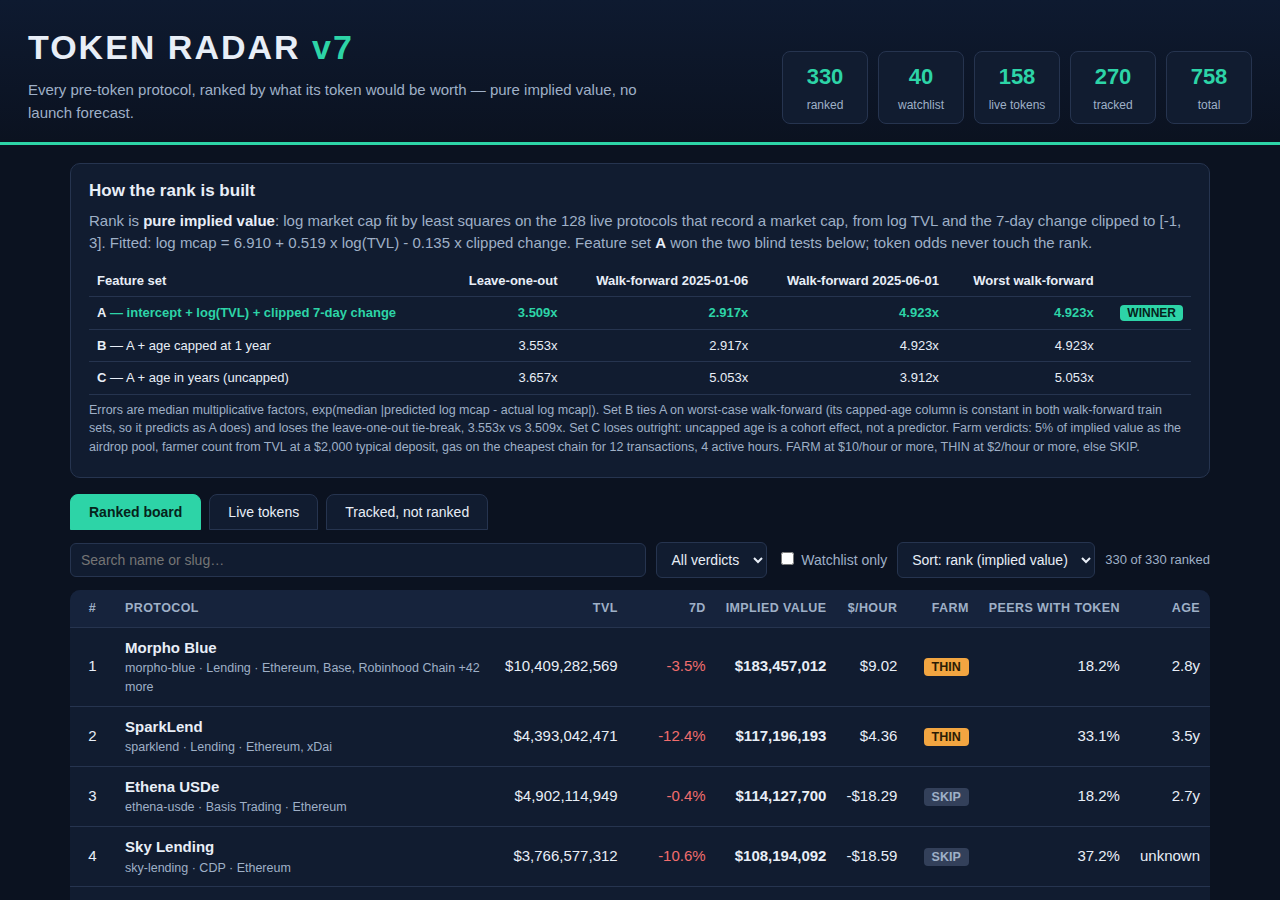 TOKEN RADAR v7
Every pre-token protocol, ranked by what its token would be worth — pure implied value, no
launch forecast.
330 40 158 270 758
ranked watchlist live tokens tracked total
How the rank is built
Rank is pure implied value: log market cap fit by least squares on the 128 live protocols that record a market cap, from log TVL and the 7-day change clipped to [-1,
3]. Fitted: log mcap = 6.910 + 0.519 x log(TVL) - 0.135 x clipped change. Feature set A won the two blind tests below; token odds never touch the rank.
Feature set Leave-one-out Walk-forward 2025-01-06 Walk-forward 2025-06-01 Worst walk-forward
A — intercept + log(TVL) + clipped 7-day change 3.509x 2.917x 4.923x 4.923x WINNER
B — A + age capped at 1 year 3.553x 2.917x 4.923x 4.923x
C — A + age in years (uncapped) 3.657x 5.053x 3.912x 5.053x
Errors are median multiplicative factors, exp(median |predicted log mcap - actual log mcap|). Set B ties A on worst-case walk-forward (its capped-age column is constant in both walk-forward train
sets, so it predicts as A does) and loses the leave-one-out tie-break, 3.553x vs 3.509x. Set C loses outright: uncapped age is a cohort effect, not a predictor. Farm verdicts: 5% of implied value as the
airdrop pool, farmer count from TVL at a $2,000 typical deposit, gas on the cheapest chain for 12 transactions, 4 active hours. FARM at $10/hour or more, THIN at $2/hour or more, else SKIP.
Ranked board Live tokens Tracked, not ranked
Search name or slug… All verdicts Watchlist only Sort: rank (implied value) 330 of 330 ranked
# PROTOCOL TVL 7D IMPLIED VALUE $/HOUR FARM PEERS WITH TOKEN AGE
1 Morpho Blue $10,409,282,569 -3.5% $183,457,012 $9.02 THIN 18.2% 2.8y
morpho-blue · Lending · Ethereum, Base, Robinhood Chain +42
more
2 SparkLend $4,393,042,471 -12.4% $117,196,193 $4.36 THIN 33.1% 3.5y
sparklend · Lending · Ethereum, xDai
3 Ethena USDe $4,902,114,949 -0.4% $114,127,700 -$18.29 SKIP 18.2% 2.7y
ethena-usde · Basis Trading · Ethereum
4 Sky Lending $3,766,577,312 -10.6% $108,194,092 -$18.59 SKIP 37.2% unknown
sky-lending · CDP · Ethereum